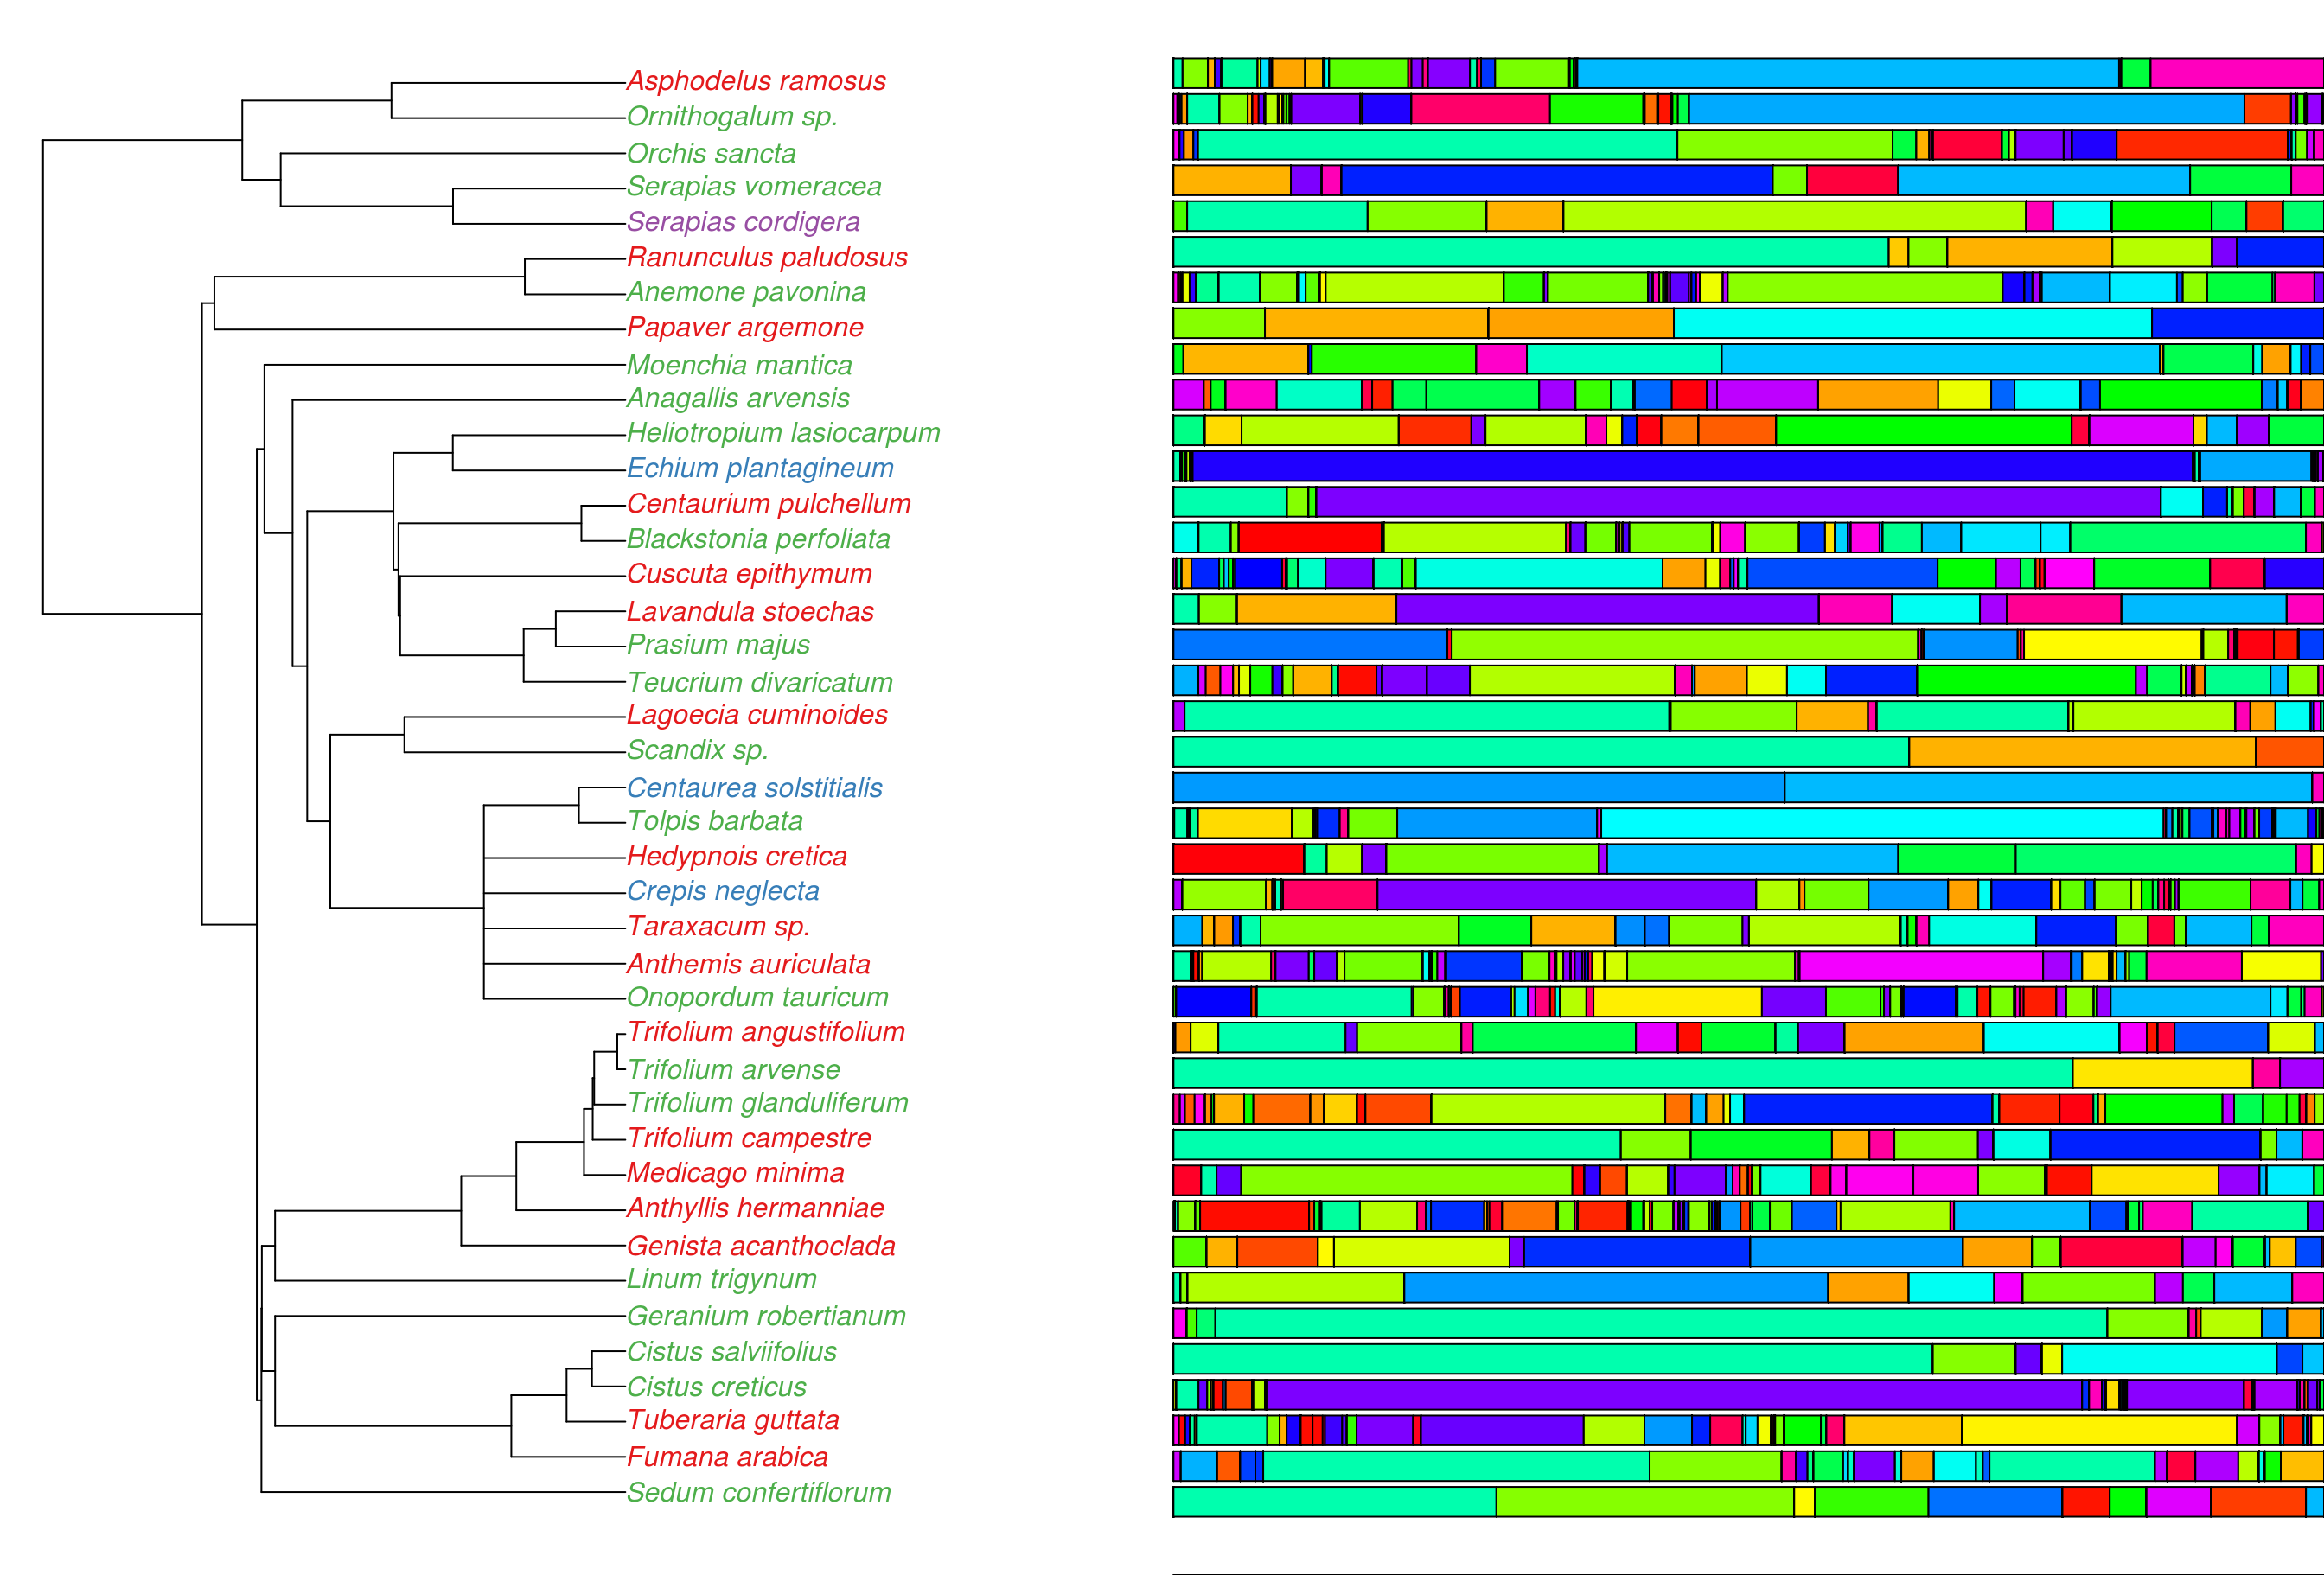 Asphodelus ramosus
Ornithogalum sp.
Orchis sancta
Serapias vomeracea
Serapias cordigera
Ranunculus paludosus
Anemone pavonina
Papaver argemone
Moenchia mantica
Anagallis arvensis
Heliotropium lasiocarpum
Echium plantagineum
Centaurium pulchellum
Blackstonia perfoliata
Cuscuta epithymum
Lavandula stoechas
Prasium majus
Teucrium divaricatum
Lagoecia cuminoides
Scandix sp.
Centaurea solstitialis
Tolpis barbata
Hedypnois cretica
Crepis neglecta
Taraxacum sp.
Anthemis auriculata
Onopordum tauricum
Trifolium angustifolium
Trifolium arvense
Trifolium glanduliferum
Trifolium campestre
Medicago minima
Anthyllis hermanniae
Genista acanthoclada
Linum trigynum
Geranium robertianum
Cistus salviifolius
Cistus creticus
Tuberaria guttata
Fumana arabica
Sedum confertiflorum